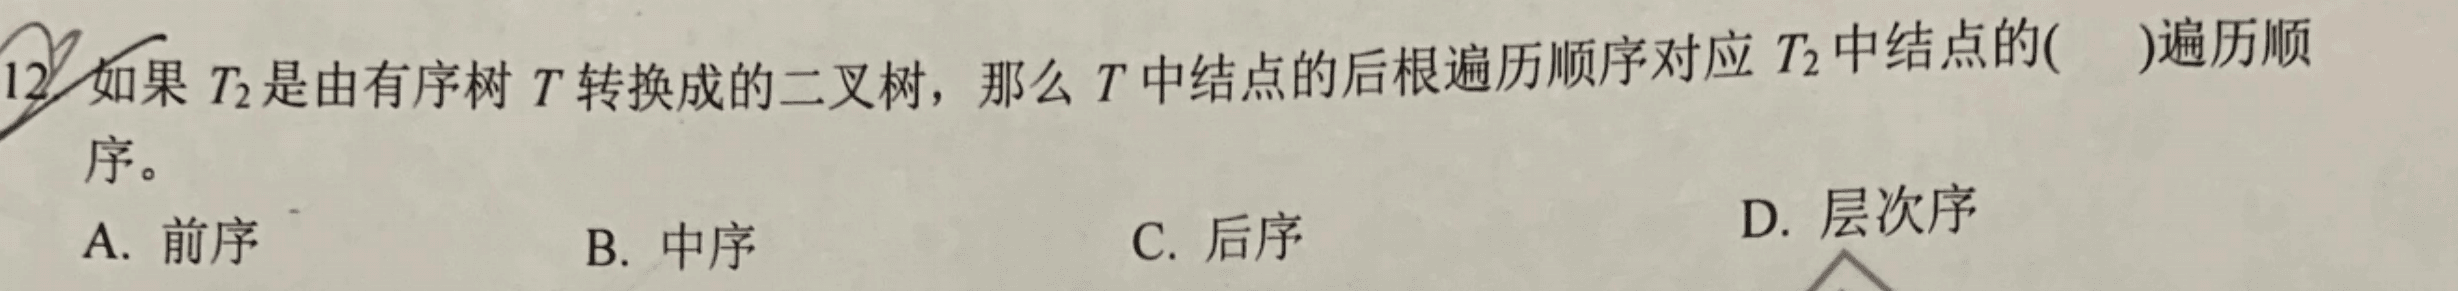 12. 如果 T2 是由有序树 T 转换成的二叉树，那么 T 中结点的后根遍历顺序对应 T2 中结点的( )遍历顺
序。
A. 前序 B. 中序 C. 后序 D. 层次序